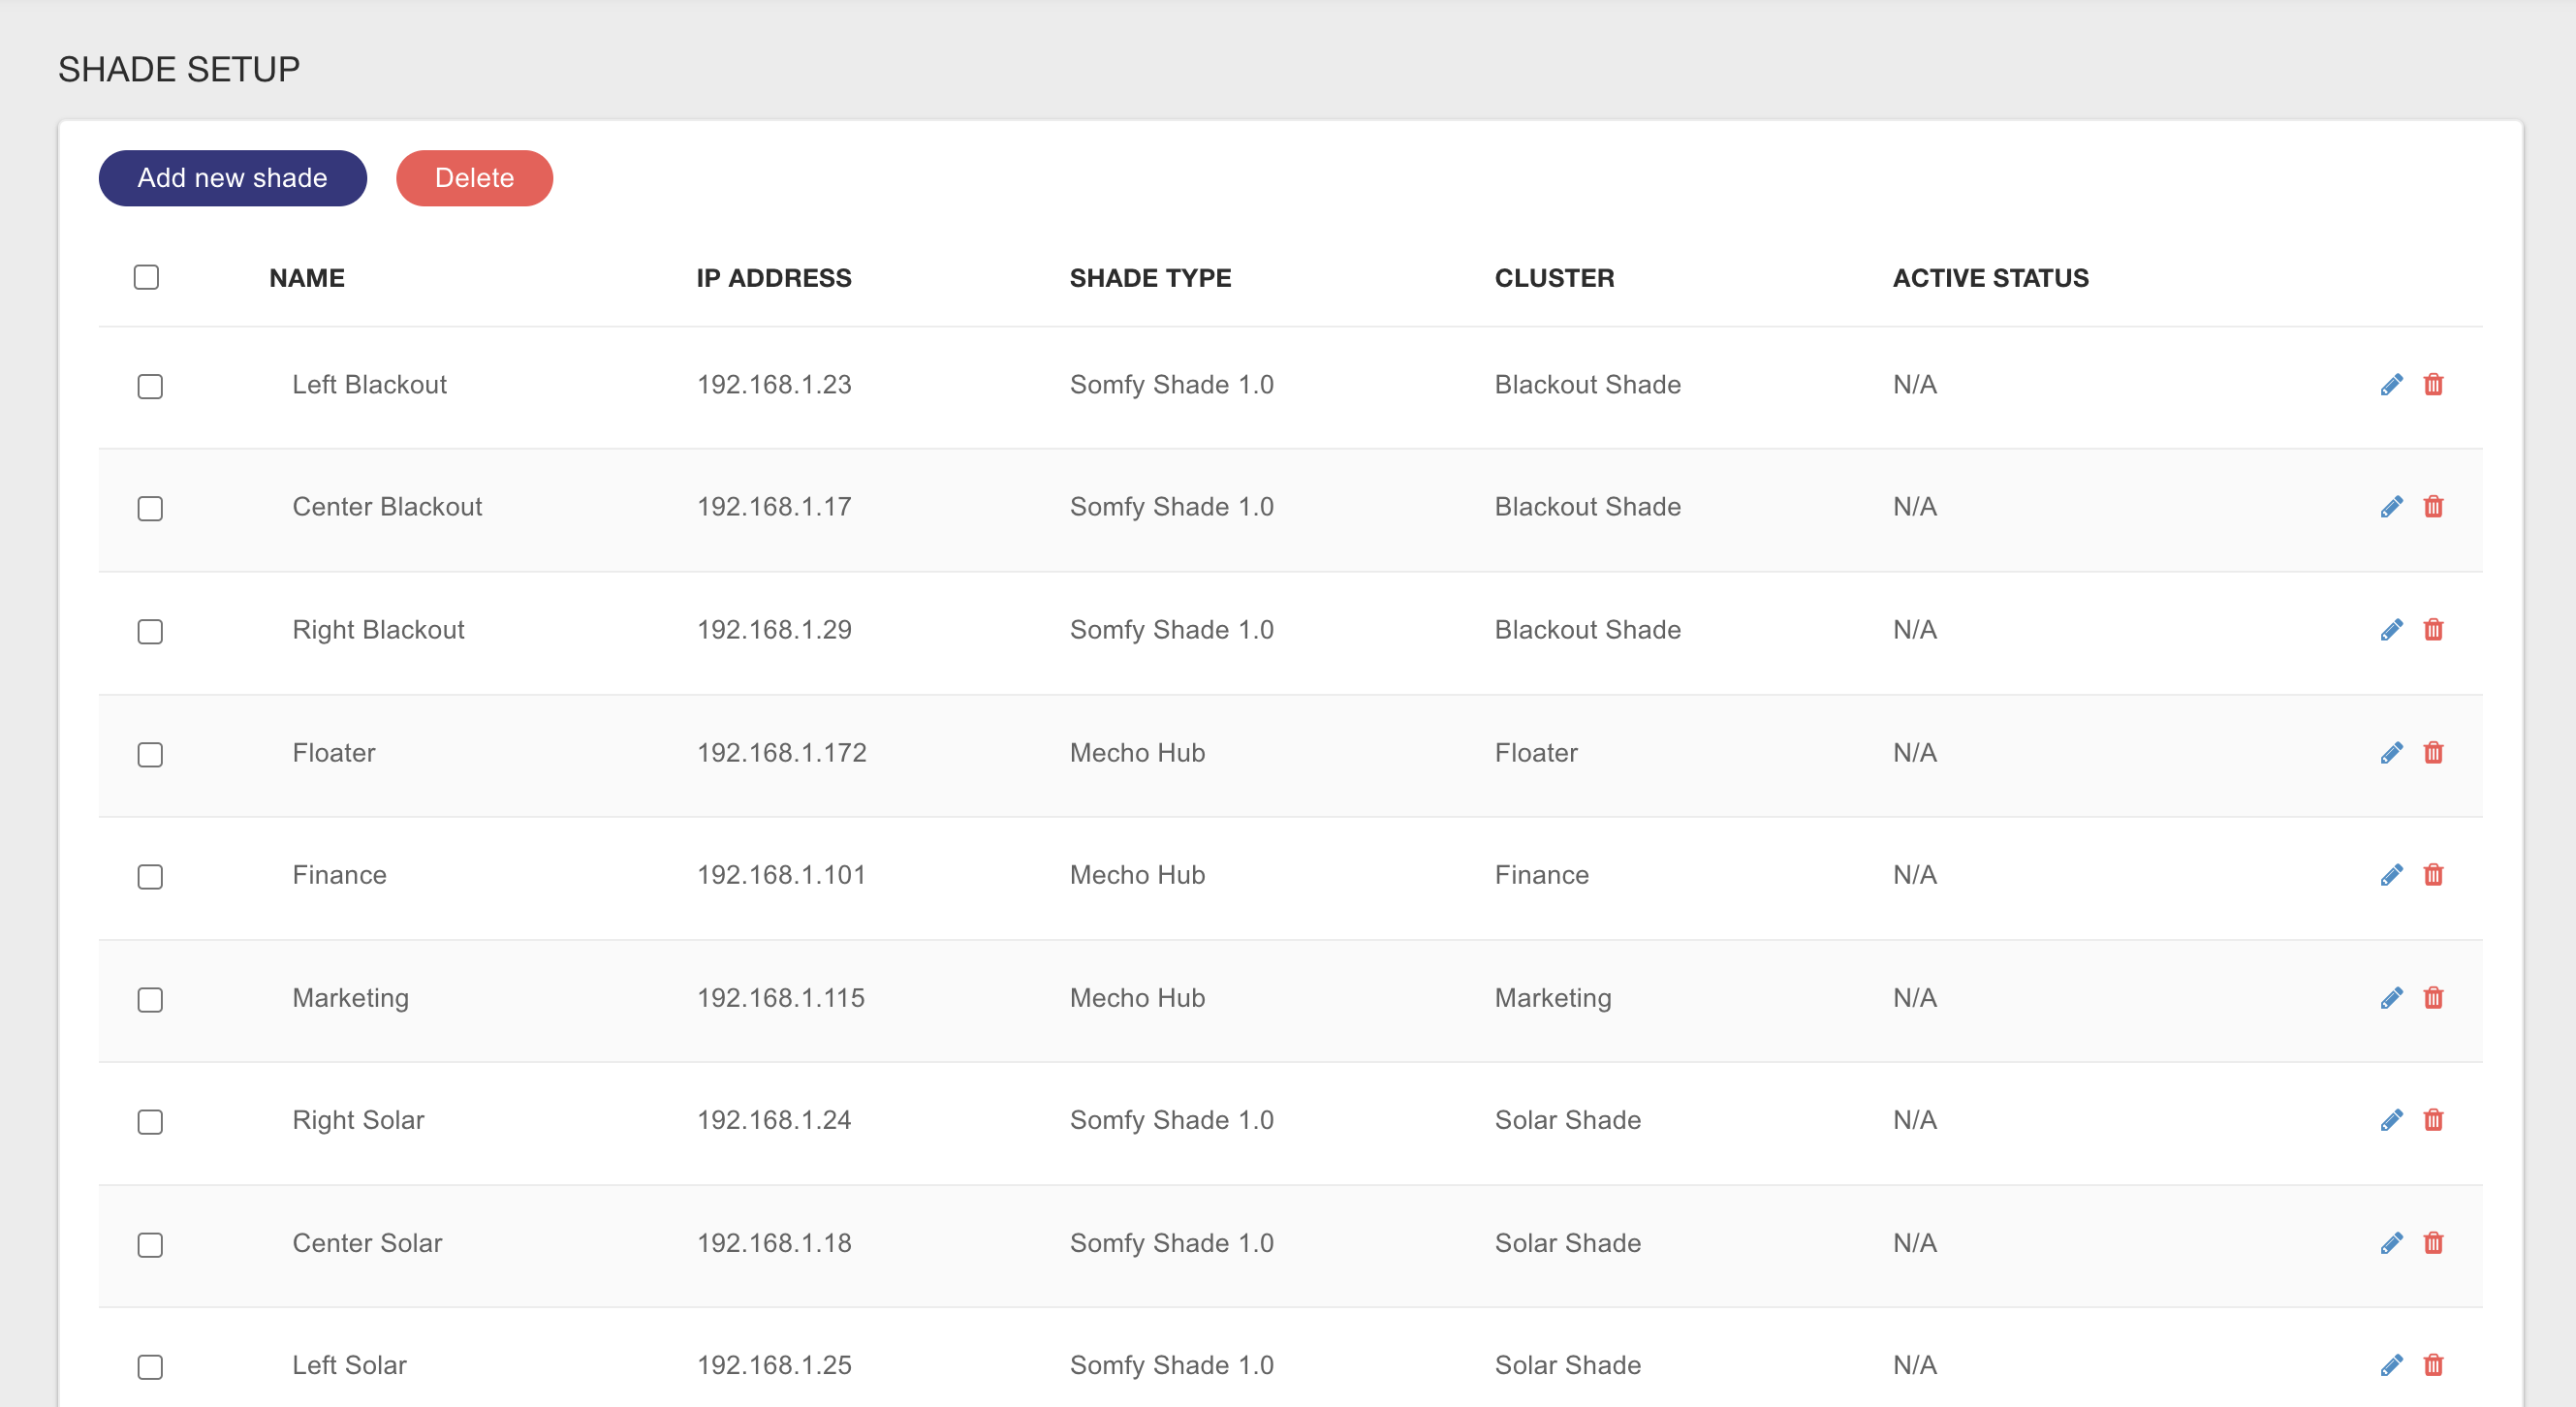 SHADE SETUP
Add new shade Delete
NAME IP ADDRESS SHADE TYPE CLUSTER ACTIVE STATUS
Left Blackout 192.168.1.23 Somfy Shade 1.0 Blackout Shade N/A
Center Blackout 192.168.1.17 Somfy Shade 1.0 Blackout Shade N/A
Right Blackout 192.168.1.29 Somfy Shade 1.0 Blackout Shade N/A
Floater 192.168.1.172 Mecho Hub Floater N/A
Finance 192.168.1.101 Mecho Hub Finance N/A
Marketing 192.168.1.115 Mecho Hub Marketing N/A
Right Solar 192.168.1.24 Somfy Shade 1.0 Solar Shade N/A
Center Solar 192.168.1.18 Somfy Shade 1.0 Solar Shade N/A
Left Solar 192.168.1.25 Somfy Shade 1.0 Solar Shade N/A